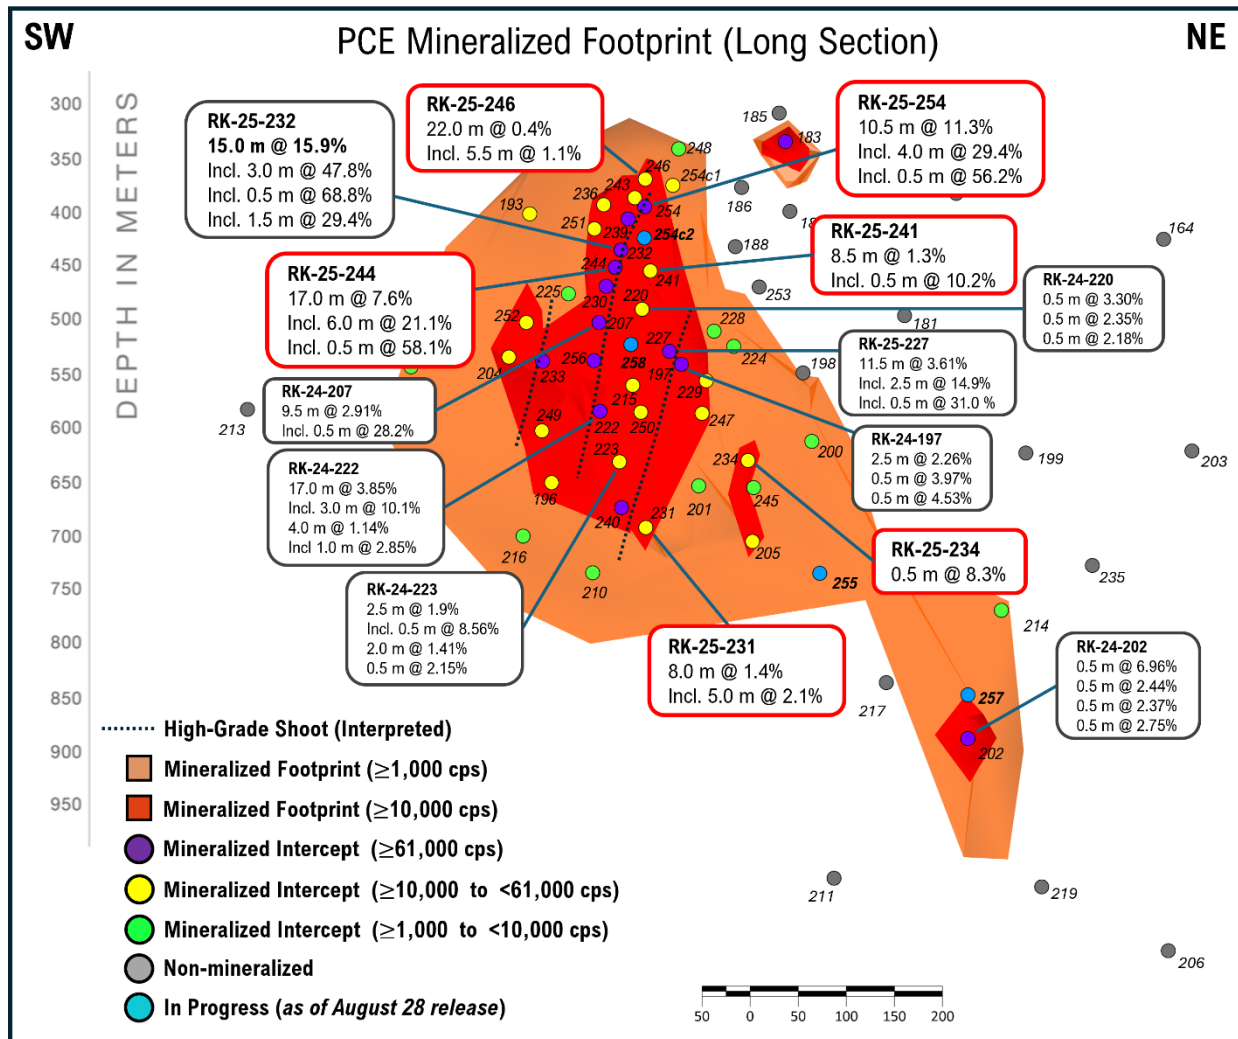 SW
PCE Mineralized Footprint (Long Section)
NE
DEPTH IN METERS
300
350
400
450
500
550
600
650
700
750
800
850
900
950
RK-25-232
15.0 m @ 15.9%
Incl. 3.0 m @ 47.8%
Incl. 0.5 m @ 68.8%
Incl. 1.5 m @ 29.4%
RK-25-246
22.0 m @ 0.4%
Incl. 5.5 m @ 1.1%
RK-25-254
10.5 m @ 11.3%
Incl. 4.0 m @ 29.4%
Incl. 0.5 m @ 56.2%
RK-25-244
17.0 m @ 7.6%
Incl. 6.0 m @ 21.1%
Incl. 0.5 m @ 58.1%
RK-25-241
8.5 m @ 1.3%
Incl. 0.5 m @ 10.2%
RK-24-220
0.5 m @ 3.30%
0.5 m @ 2.35%
0.5 m @ 2.18%
RK-25-227
11.5 m @ 3.61%
Incl. 2.5 m @ 14.9%
Incl. 0.5 m @ 31.0 %
RK-24-207
9.5 m @ 2.91%
Incl. 0.5 m @ 28.2%
RK-24-197
2.5 m @ 2.26%
0.5 m @ 3.97%
0.5 m @ 4.53%
RK-24-222
17.0 m @ 3.85%
Incl. 3.0 m @ 10.1%
4.0 m @ 1.14%
Incl 1.0 m @ 2.85%
RK-25-234
0.5 m @ 8.3%
RK-24-223
2.5 m @ 1.9%
Incl. 0.5 m @ 8.56%
2.0 m @ 1.41%
0.5 m @ 2.15%
RK-25-231
8.0 m @ 1.4%
Incl. 5.0 m @ 2.1%
RK-24-202
0.5 m @ 6.96%
0.5 m @ 2.44%
0.5 m @ 2.37%
0.5 m @ 2.75%
185
183
248
246
254c1
243
236
193
186
254
251
239
254c2
188
164
232
244
241
253
225
230
220
181
252
207
228
227
224
258
256
197
198
204
233
215
229
213
222
250
247
249
223
234
200
199
203
196
245
201
240
231
205
216
210
255
235
214
217
257
202
211
219
206
High-Grade Shoot (Interpreted)
Mineralized Footprint (≥1,000 cps)
Mineralized Footprint (≥10,000 cps)
Mineralized Intercept (≥61,000 cps)
Mineralized Intercept (≥10,000 to <61,000 cps)
Mineralized Intercept (≥1,000 to <10,000 cps)
Non-mineralized
In Progress (as of August 28 release)
50 0 50 100 150 200